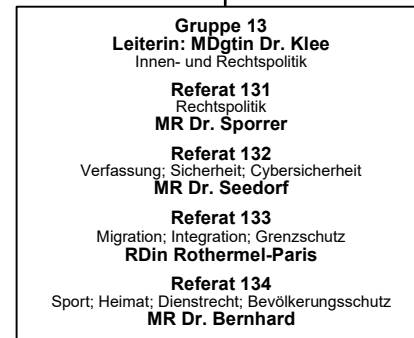 Gruppe 13
Leiterin: MDgtin Dr. Klee
Innen- und Rechtspolitik
Referat 131
Rechtspolitik
MR Dr. Sporrer
Referat 132
Verfassung; Sicherheit; Cybersicherheit
MR Dr. Seedorf
Referat 133
Migration; Integration; Grenzschutz
RDin Rothermel-Paris
Referat 134
Sport; Heimat; Dienstrecht; Bevölkerungsschutz
MR Dr. Bernhard